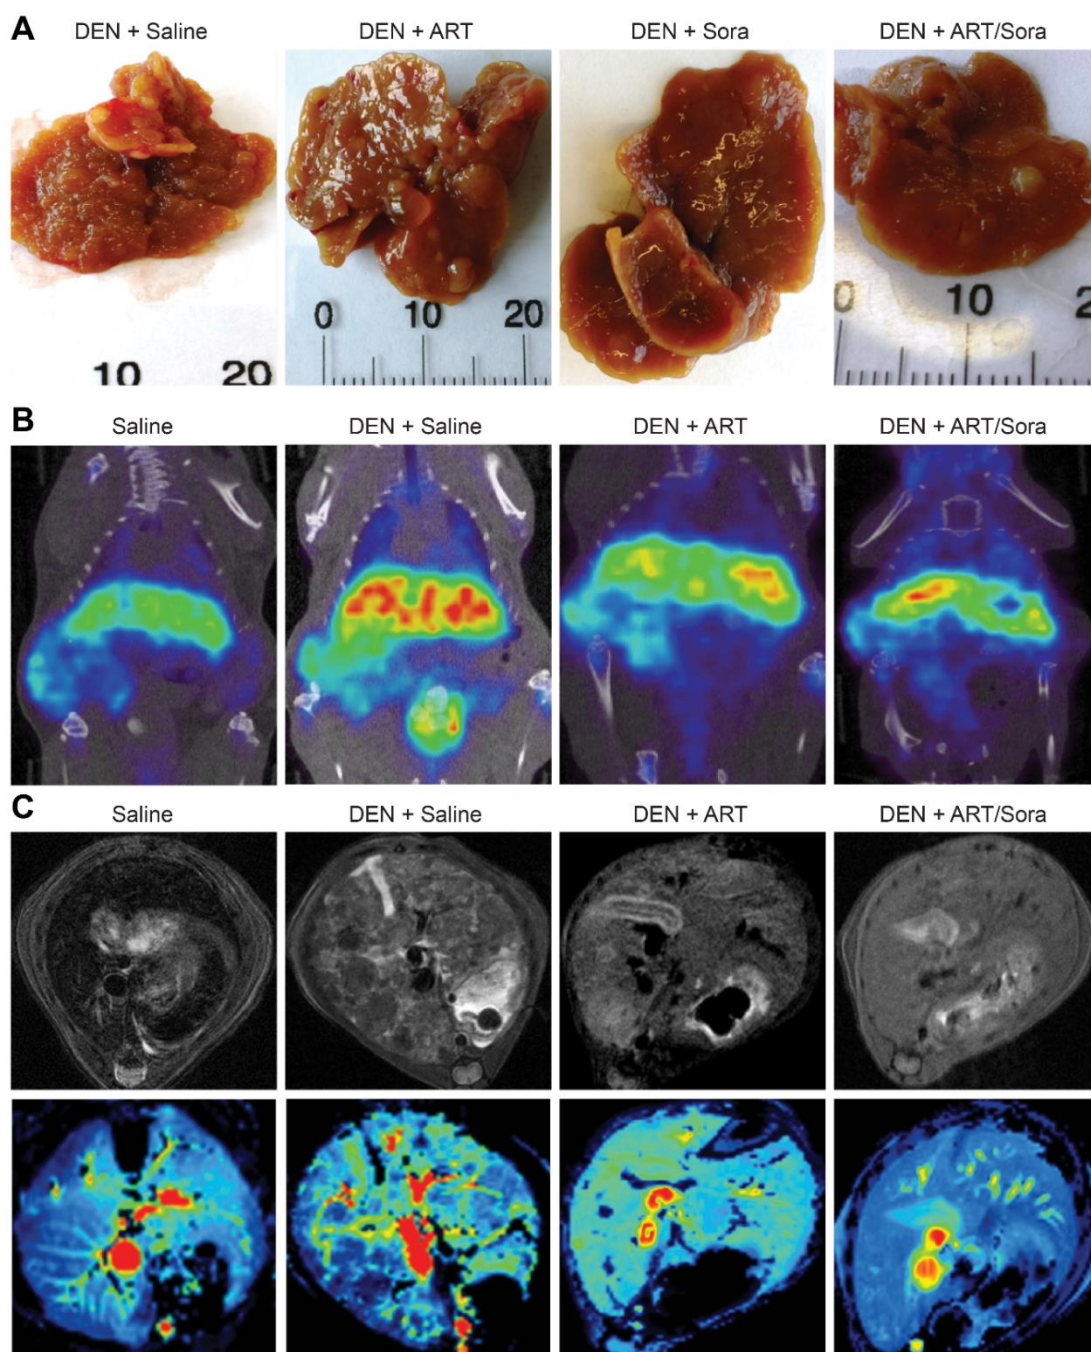 A
DEN + Saline
DEN + ART
DEN + Sora
DEN + ART/Sora
10
20
0
10
20
0
10
2
B
Saline
DEN + Saline
DEN + ART
DEN + ART/Sora
C
Saline
DEN + Saline
DEN + ART
DEN + ART/Sora